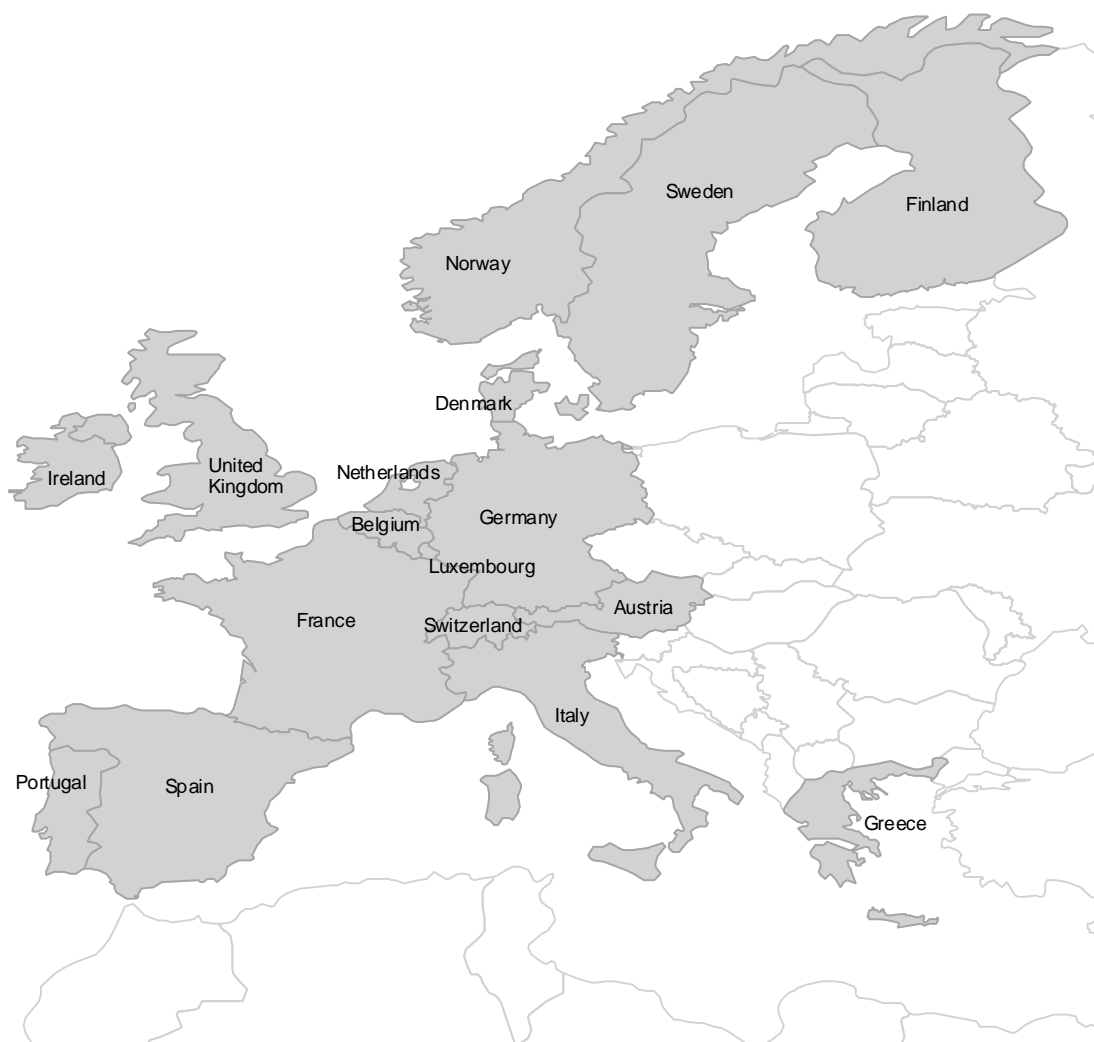 Sweden
Finland
Norway
Denmark
United
Kingdom
Ireland
Netherlands
Belgium
Germany
Luxembourg
Austria
France
Switzerland
Italy
Portugal
Spain
Greece